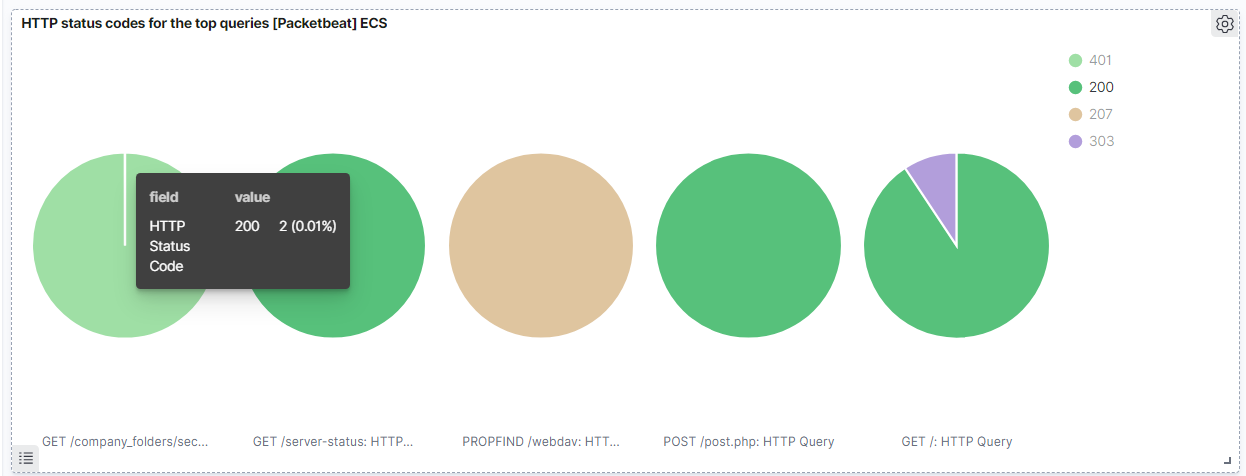 HTTP status codes for the top queries [Packetbeat] ECS
401
200
207
303
field value
HTTP Status Code 200 2 (0.01%)
GET /company_folders/sec...
GET /server-status: HTTP...
PROPFIND /webdav: HTT...
POST /post.php: HTTP Query
GET /: HTTP Query